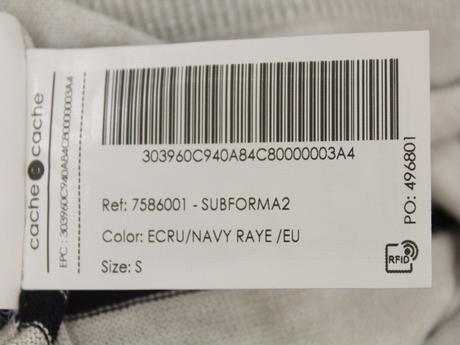 cache cache
EPC : 303960C940A84C80000003A4
303960C940A84C80000003A4
Ref: 7586001 - SUBFORMA2
Color: ECRU/NAVY RAYE /EU
Size: S
PO: 496801
RFID